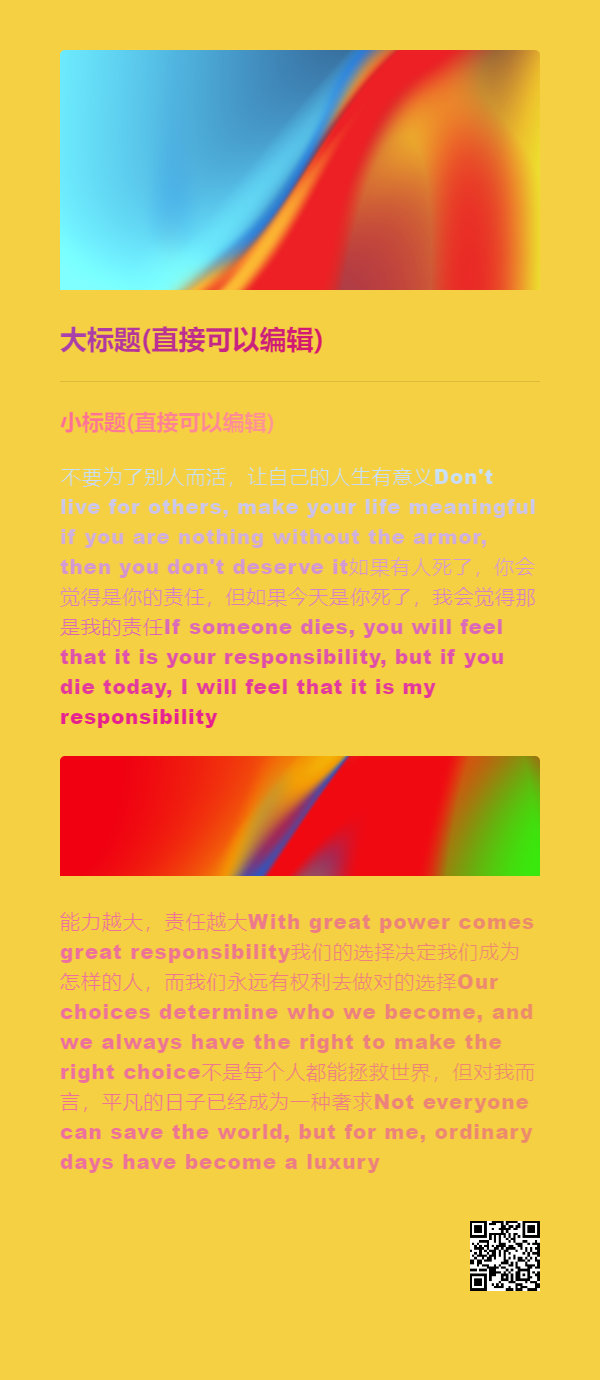 大标题(直接可以编辑)
小标题(直接可以编辑)
不要为了别人而活，让自己的人生有意义Don't
live for others, make your life meaningful
if you are nothing without the armor,
then you don't deserve it如果有人死了，你会
觉得是你的责任，但如果今天是你死了，我会觉得那
是我的责任If someone dies, you will feel
that it is your responsibility, but if you
die today, I will feel that it is my
responsibility
能力越大，责任越大With great power comes
great responsibility我们的选择决定我们成为
怎样的人，而我们永远有权利去做对的选择Our
choices determine who we become, and
we always have the right to make the
right choice不是每个人都能拯救世界，但对我而
言，平凡的日子已经成为一种奢求Not everyone
can save the world, but for me, ordinary
days have become a luxury